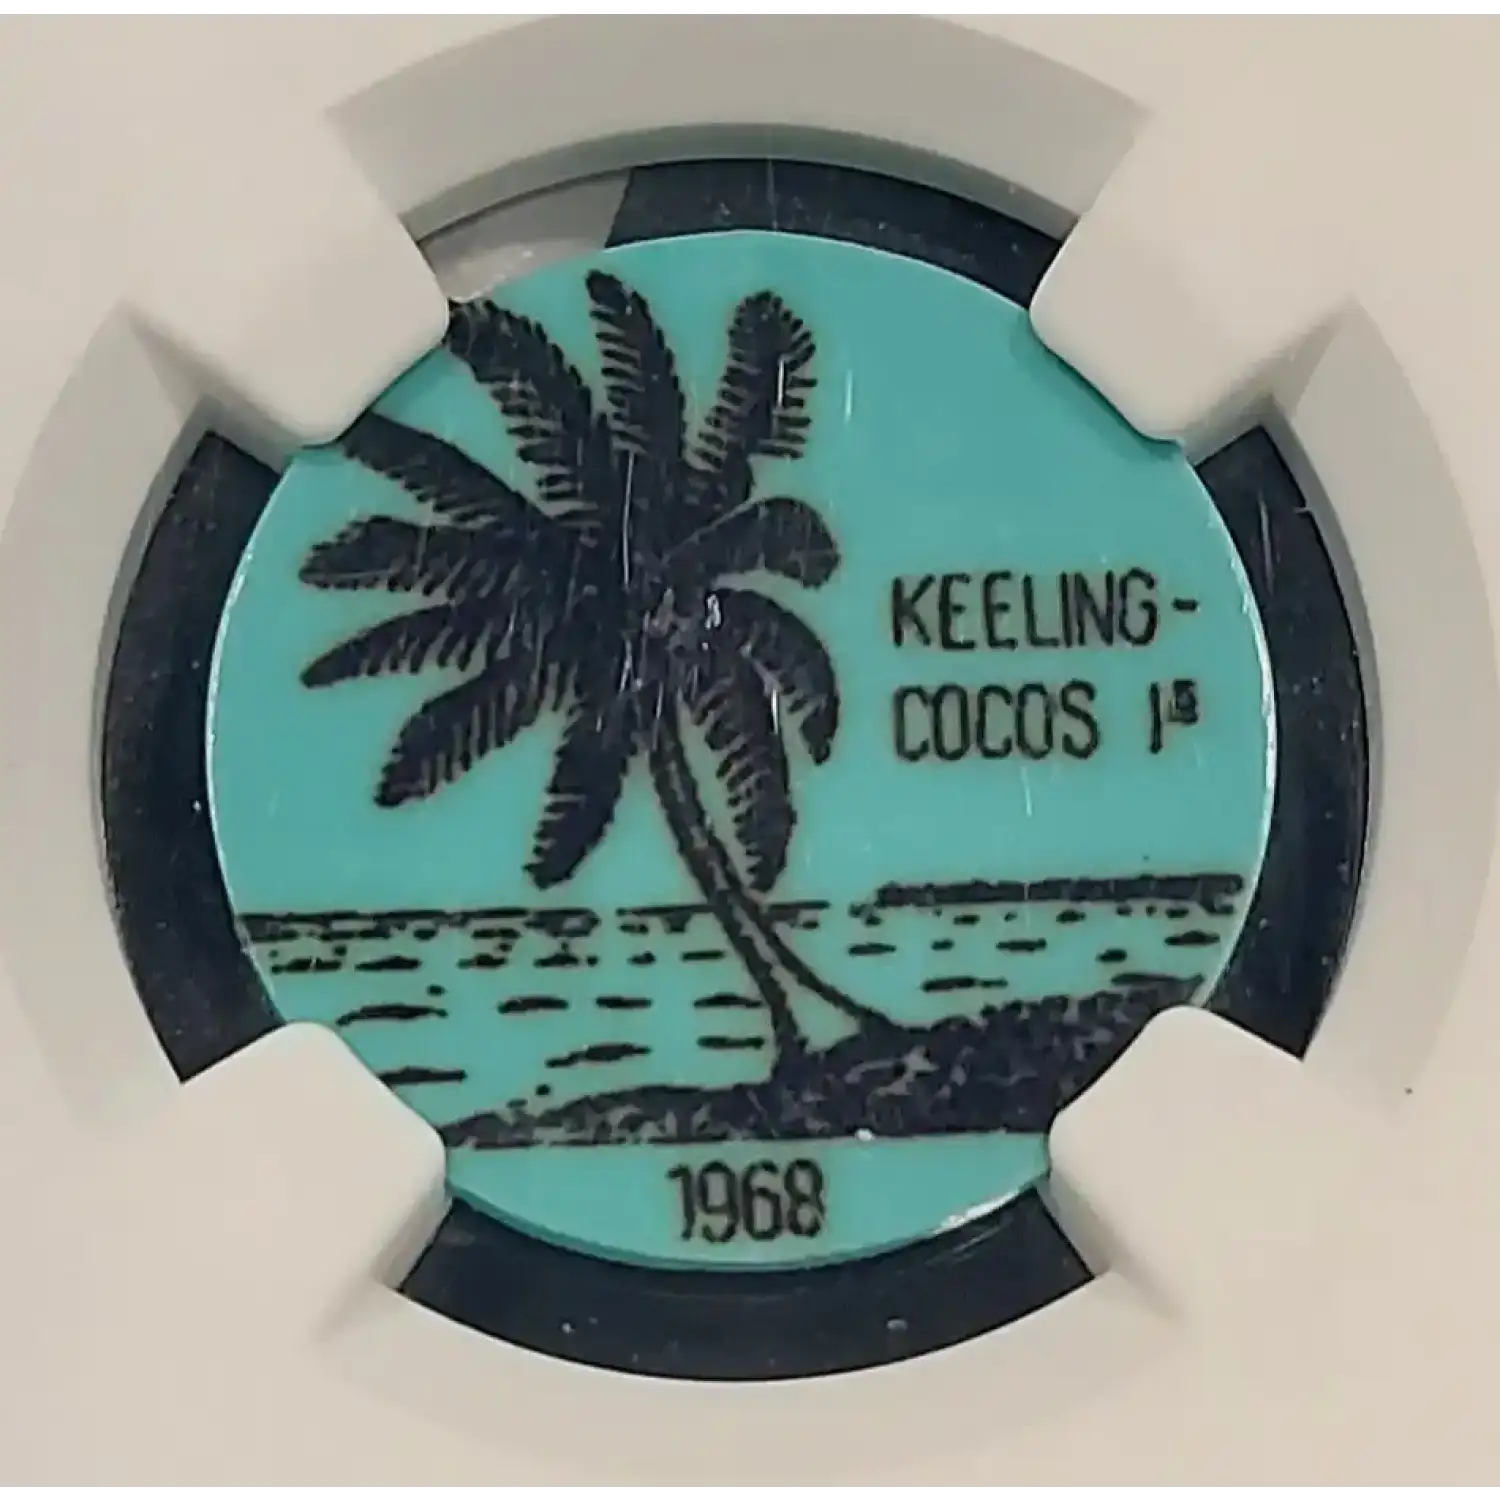 KEELING-
COCOS Iˢ
1968